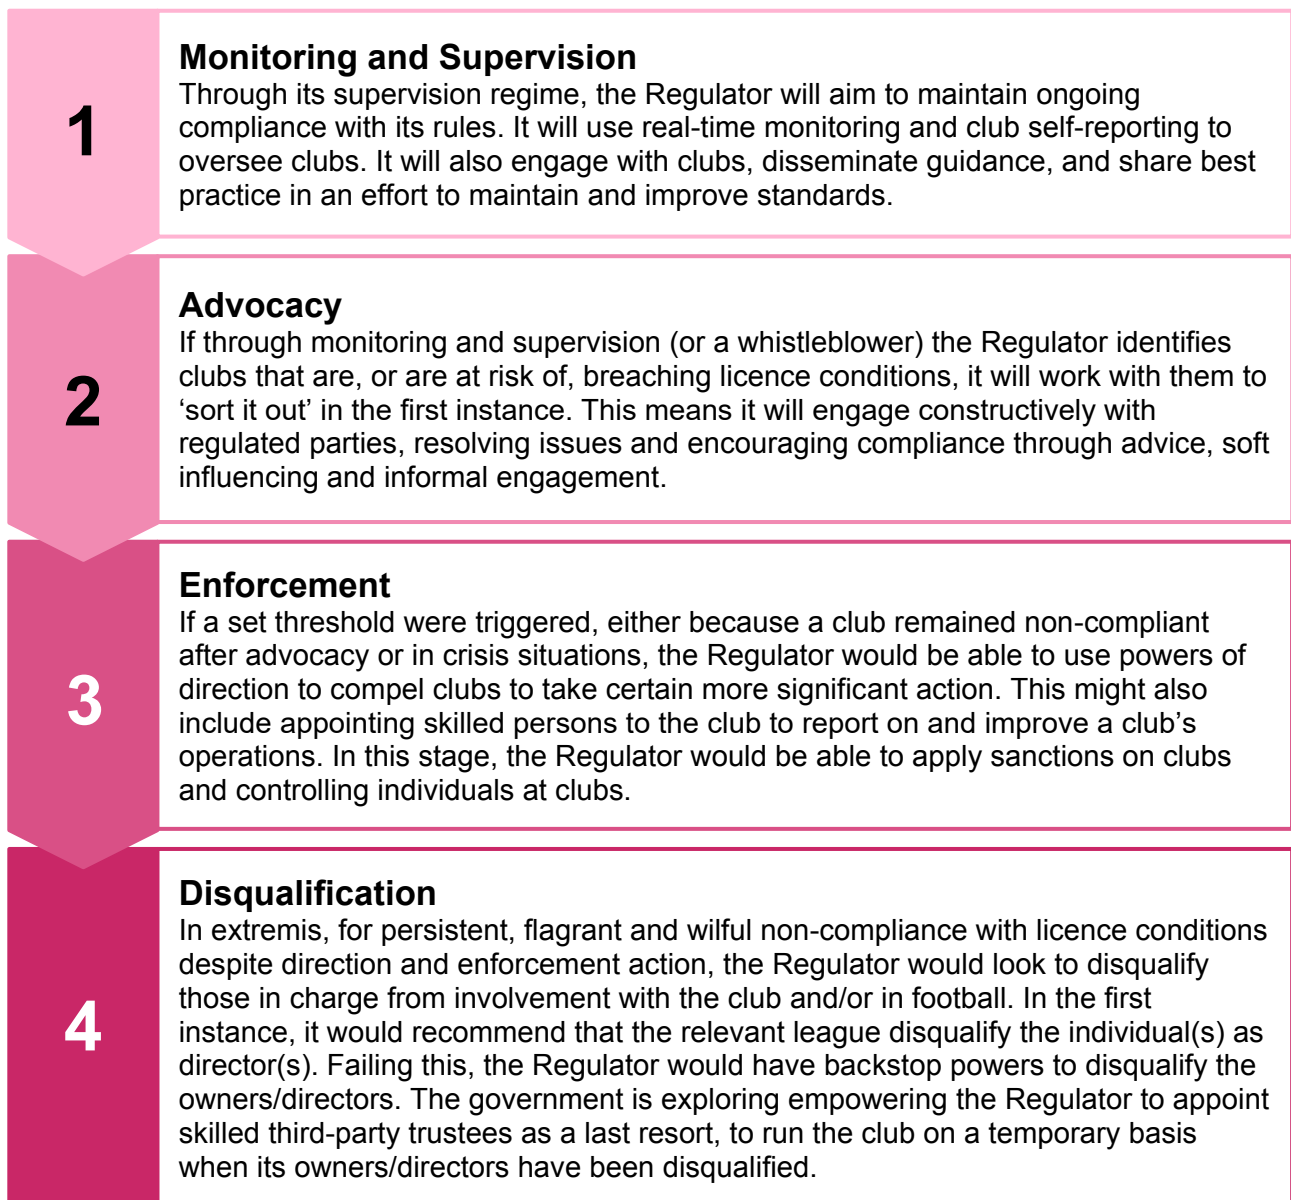 1
Monitoring and Supervision
Through its supervision regime, the Regulator will aim to maintain ongoing
compliance with its rules. It will use real-time monitoring and club self-reporting to
oversee clubs. It will also engage with clubs, disseminate guidance, and share best
practice in an effort to maintain and improve standards.
2
Advocacy
If through monitoring and supervision (or a whistleblower) the Regulator identifies
clubs that are, or are at risk of, breaching licence conditions, it will work with them to
‘sort it out’ in the first instance. This means it will engage constructively with
regulated parties, resolving issues and encouraging compliance through advice, soft
influencing and informal engagement.
3
Enforcement
If a set threshold were triggered, either because a club remained non-compliant
after advocacy or in crisis situations, the Regulator would be able to use powers of
direction to compel clubs to take certain more significant action. This might also
include appointing skilled persons to the club to report on and improve a club’s
operations. In this stage, the Regulator would be able to apply sanctions on clubs
and controlling individuals at clubs.
4
Disqualification
In extremis, for persistent, flagrant and wilful non-compliance with licence conditions
despite direction and enforcement action, the Regulator would look to disqualify
those in charge from involvement with the club and/or in football. In the first
instance, it would recommend that the relevant league disqualify the individual(s) as
director(s). Failing this, the Regulator would have backstop powers to disqualify the
owners/directors. The government is exploring empowering the Regulator to appoint
skilled third-party trustees as a last resort, to run the club on a temporary basis
when its owners/directors have been disqualified.